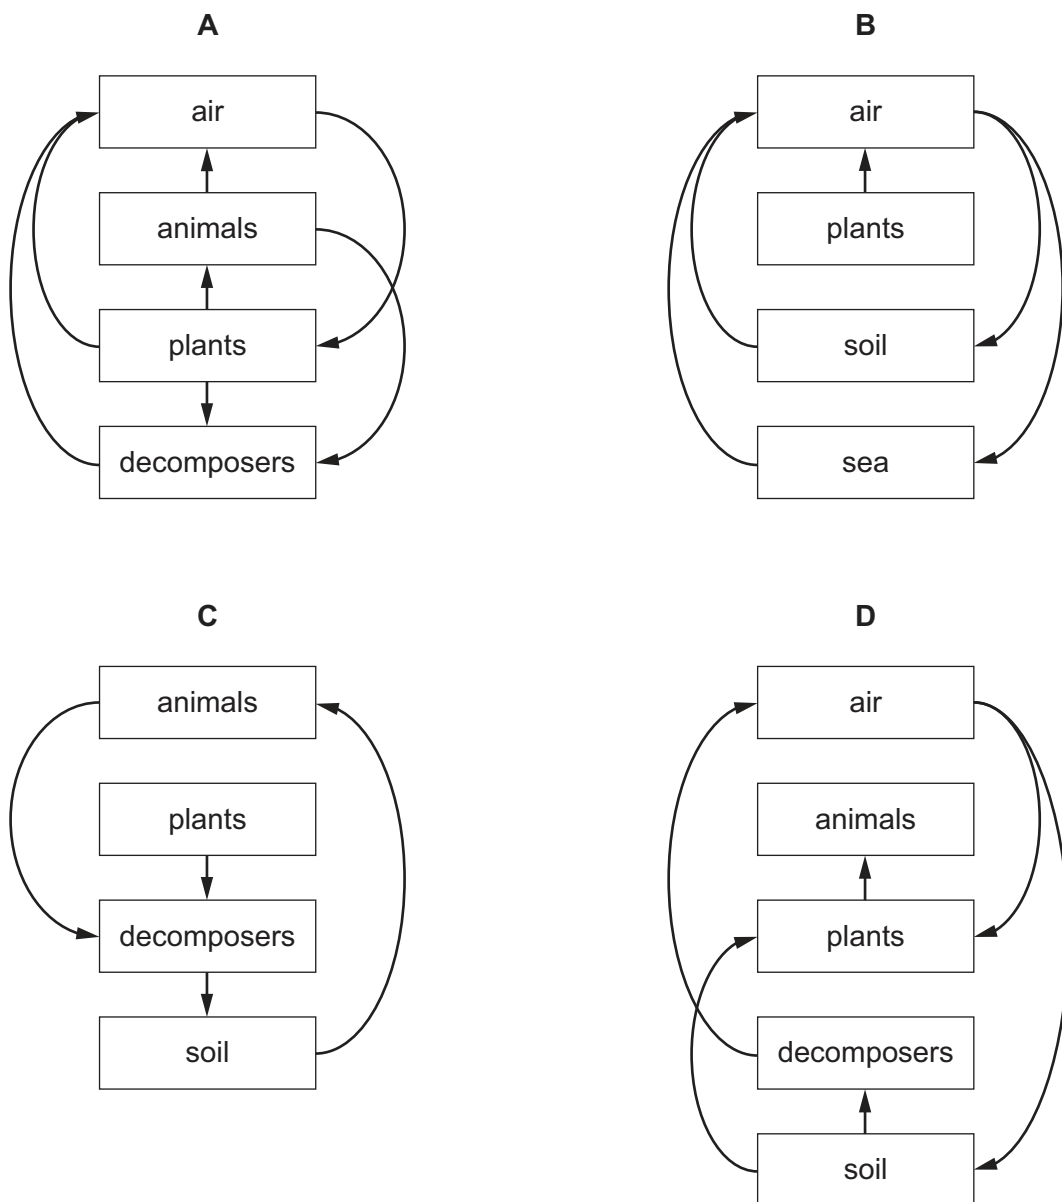 A
air
animals
plants
decomposers
B
air
plants
soil
sea
C
animals
plants
decomposers
soil
D
air
animals
plants
decomposers
soil